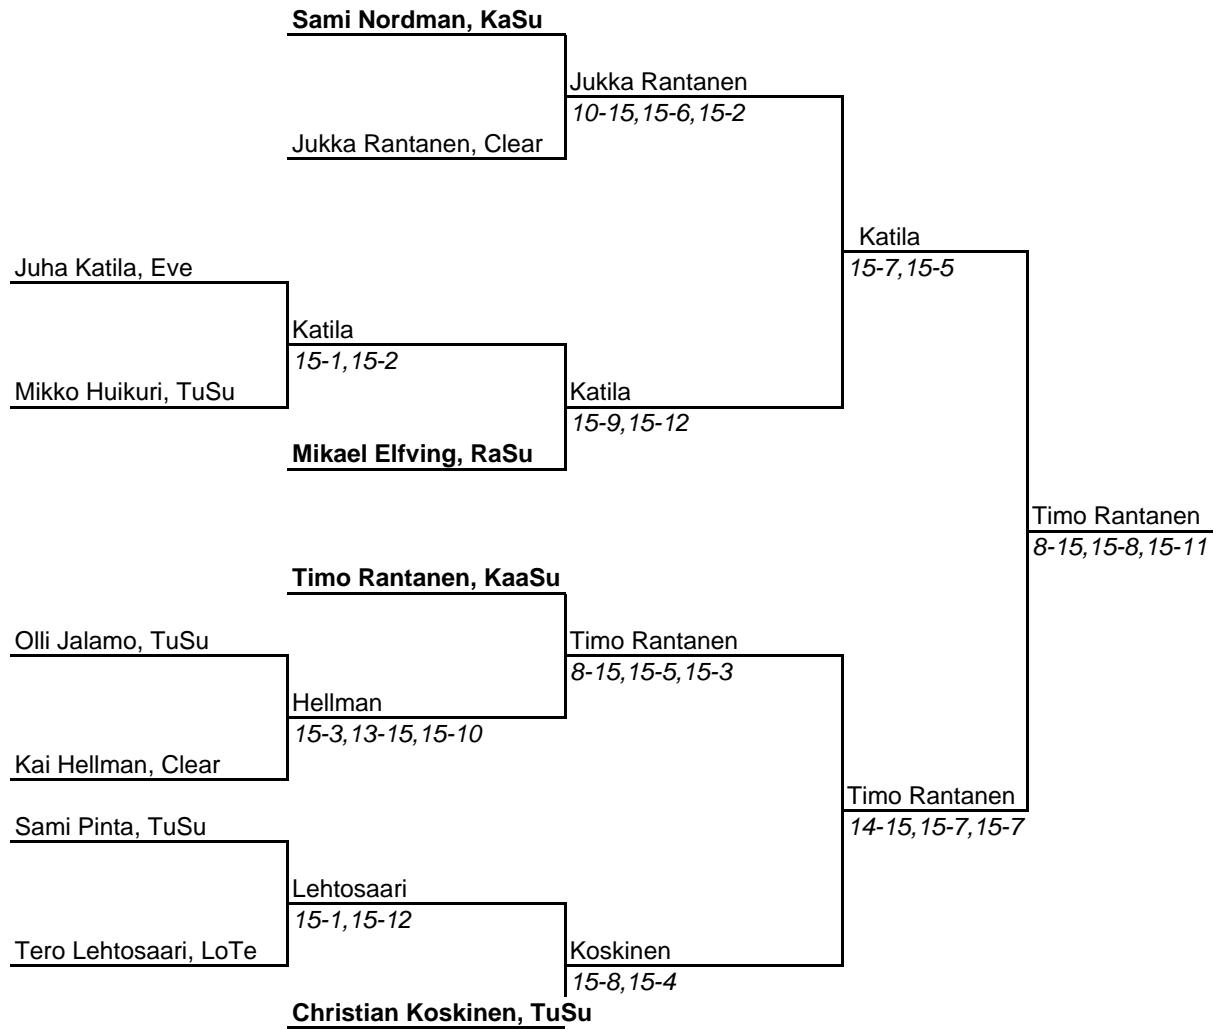 Sami Nordman, KaSu
Jukka Rantanen
10-15,15-6,15-2
Jukka Rantanen, Clear
Katila
15-7,15-5
Juha Katila, Eve
Katila
15-1,15-2
Mikko Huikuri, TuSu
Katila
15-9,15-12
Mikael Elfving, RaSu
Timo Rantanen
8-15,15-8,15-11
Timo Rantanen, KaaSu
Olli Jalamo, TuSu
Timo Rantanen
8-15,15-5,15-3
Hellman
15-3,13-15,15-10
Kai Hellman, Clear
Timo Rantanen
14-15,15-7,15-7
Sami Pinta, TuSu
Lehtosaari
15-1,15-12
Tero Lehtosaari, LoTe
Koskinen
15-8,15-4
Christian Koskinen, TuSu